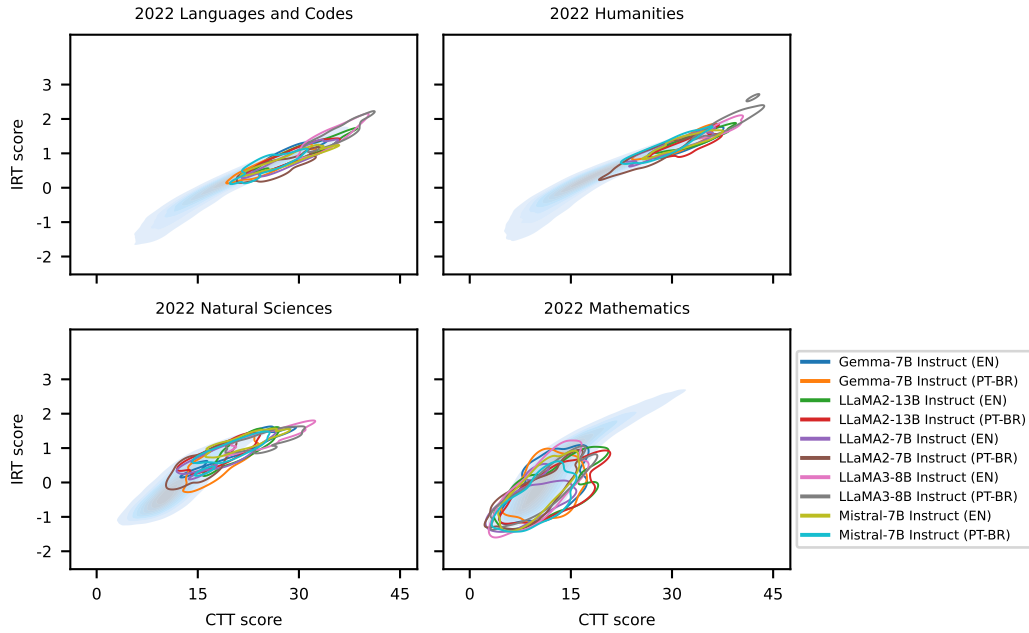 2022 Languages and Codes
2022 Humanities
IRT score
3
2
1
0
-1
-2
2022 Natural Sciences
2022 Mathematics
IRT score
3
2
1
0
-1
-2
0 15 30 45
0 15 30 45
CTT score
CTT score
Gemma-7B Instruct (EN)
Gemma-7B Instruct (PT-BR)
LLaMA2-13B Instruct (EN)
LLaMA2-13B Instruct (PT-BR)
LLaMA2-7B Instruct (EN)
LLaMA2-7B Instruct (PT-BR)
LLaMA3-8B Instruct (EN)
LLaMA3-8B Instruct (PT-BR)
Mistral-7B Instruct (EN)
Mistral-7B Instruct (PT-BR)